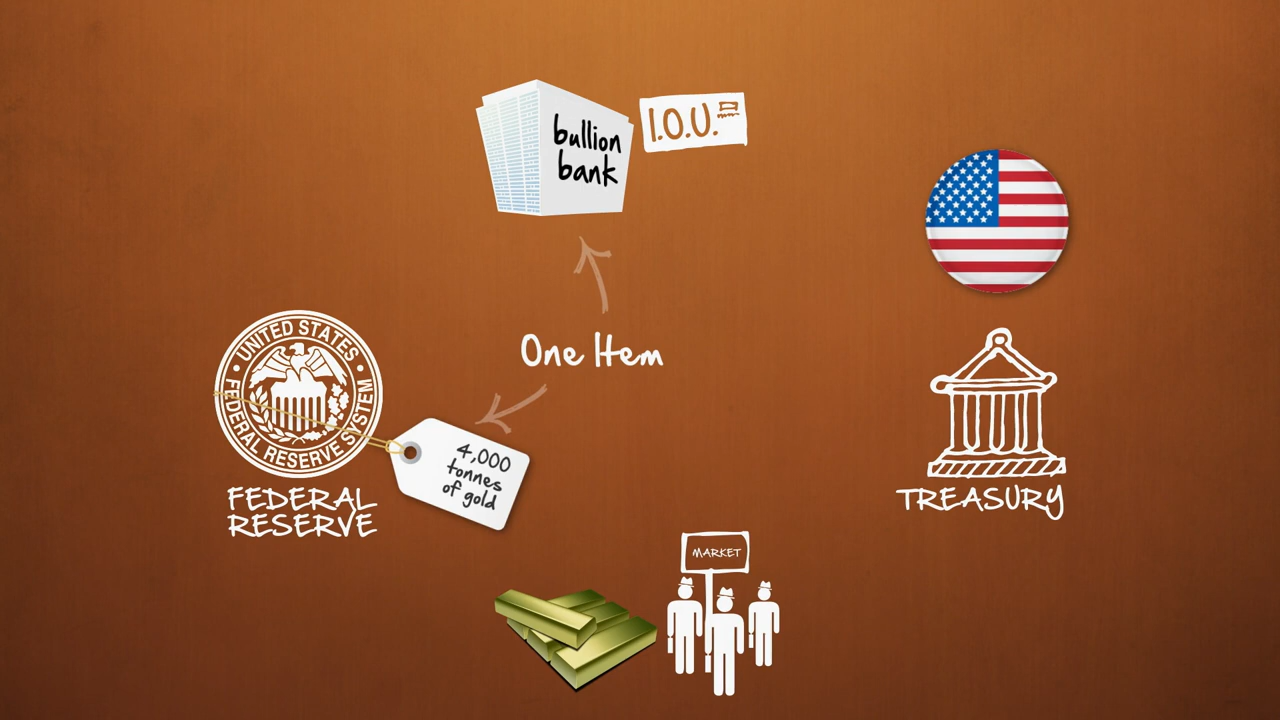 bullion
bank
I.O.U.
One Item
UNITED STATES
FEDERAL RESERVE SYSTEM
4,000
tonnes
of gold
FEDERAL
RESERVE
TREASURY
MARKET